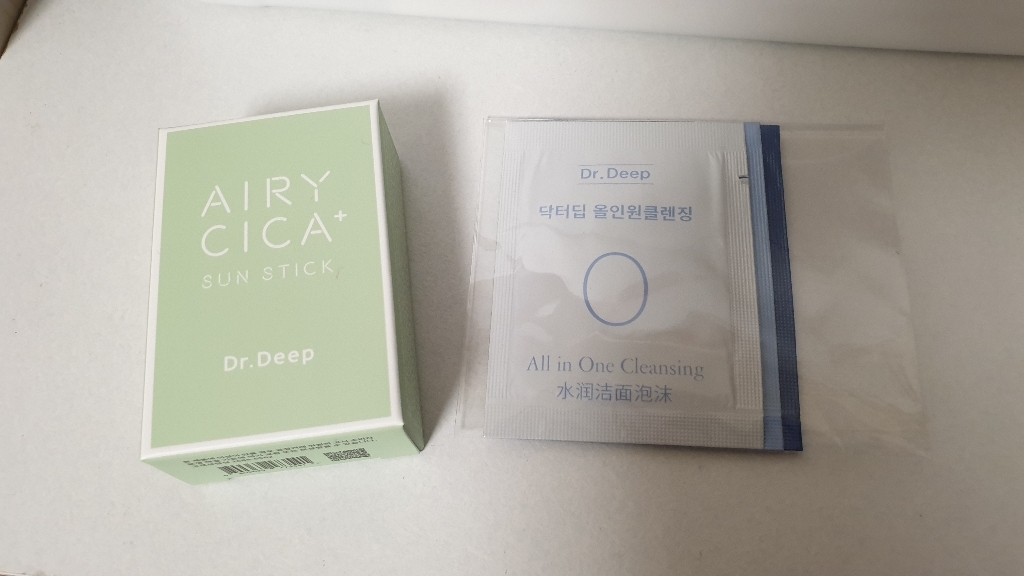 AIRY
CICA+
SUN STICK
Dr.Deep
Dr.Deep
닥터딥 올인원클렌징
All in One Cleansing
水润洁面泡沫